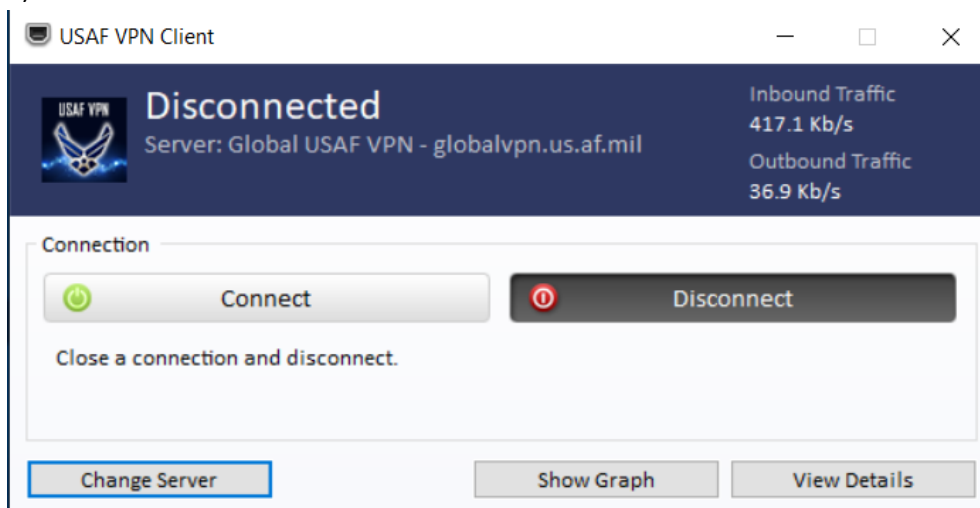 USAF VPN Client
USAF VPN
Disconnected
Server: Global USAF VPN - globalvpn.us.af.mil
Inbound Traffic
417.1 Kb/s
Outbound Traffic
36.9 Kb/s
Connection
Connect
Disconnect
Close a connection and disconnect.
Change Server
Show Graph
View Details